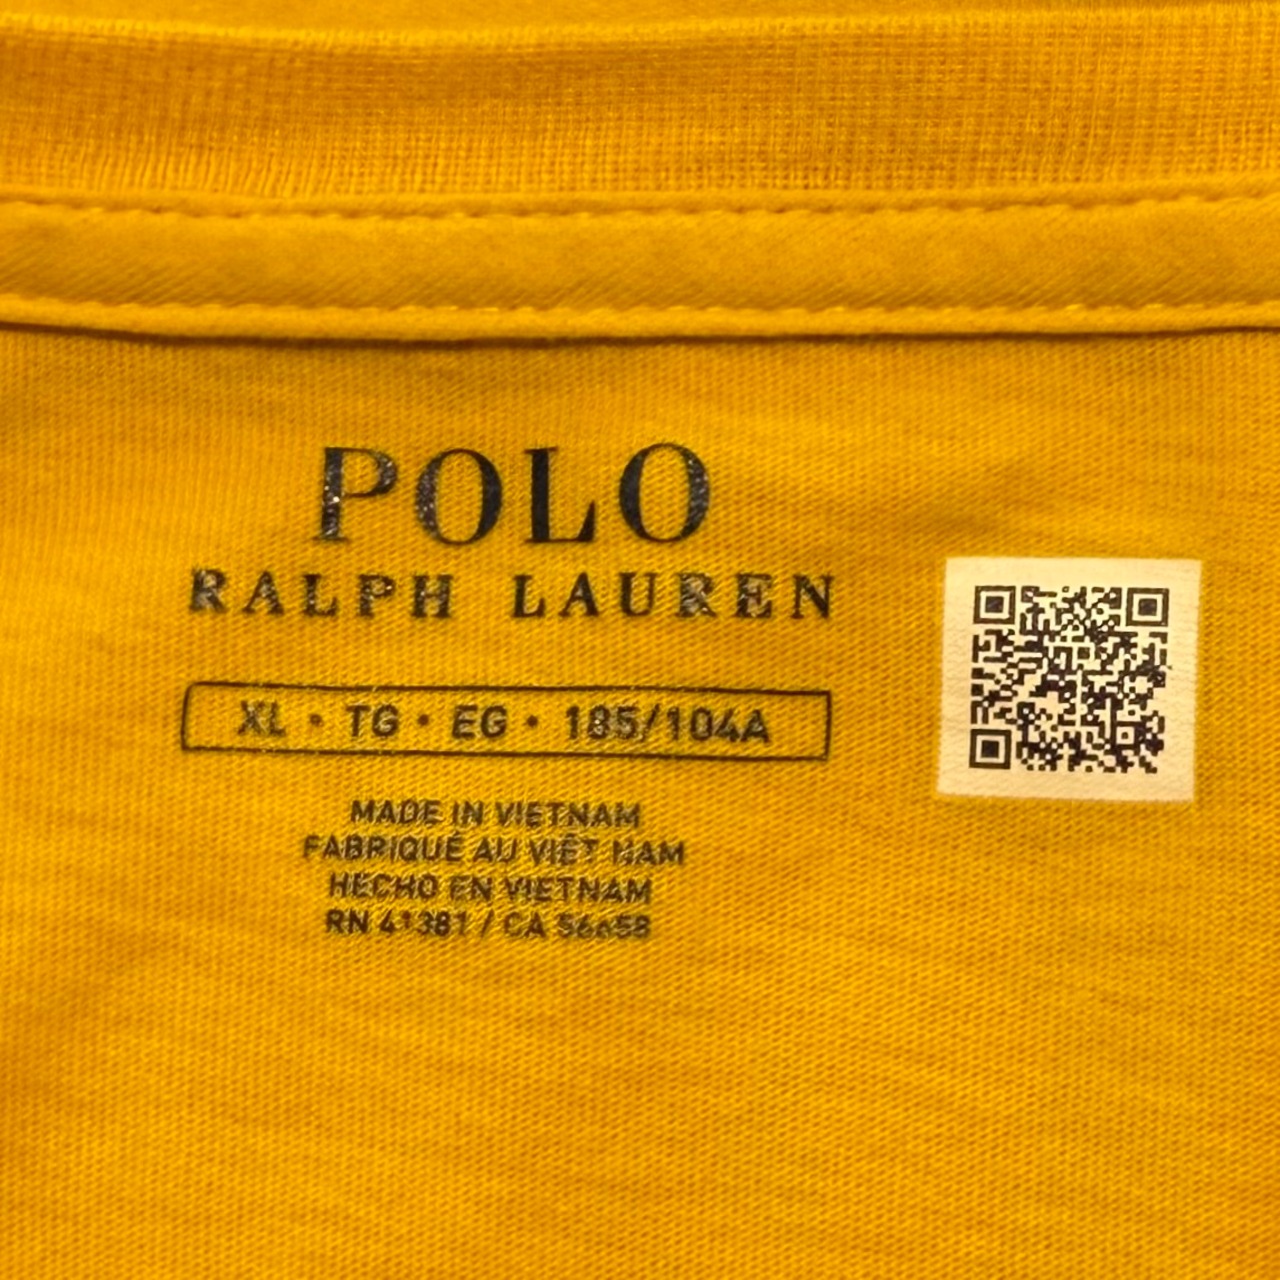 POLO
RALPH LAUREN
XL • TG • EG • 185/104A
MADE IN VIETNAM
FABRIQUÉ AU VIÊT NAM
HECHO EN VIETNAM
RN 41381 / CA 56658